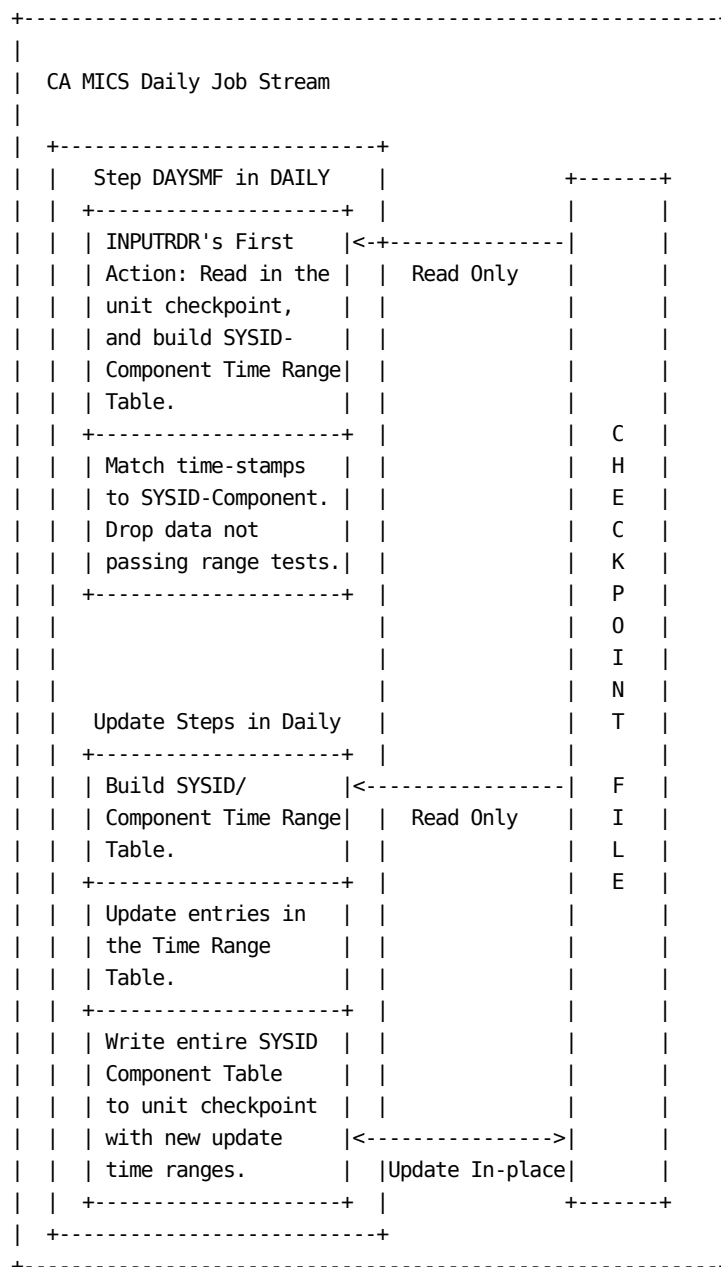 CA MICS Daily Job Stream
Step DAYSMF in DAILY
INPUTRDR's First
Action: Read in the Read Only
unit checkpoint,
and build SYSID-
Component Time Range
Table.
C
Match time-stamps H
to SYSID-Component. E
Drop data not C
passing range tests. K
P
O
I
N
Update Steps in Daily T
Build SYSID/ F
Component Time Range Read Only I
Table. L
E
Update entries in
the Time Range
Table.
Write entire SYSID
Component Table
to unit checkpoint
with new update
time ranges. Update In-place